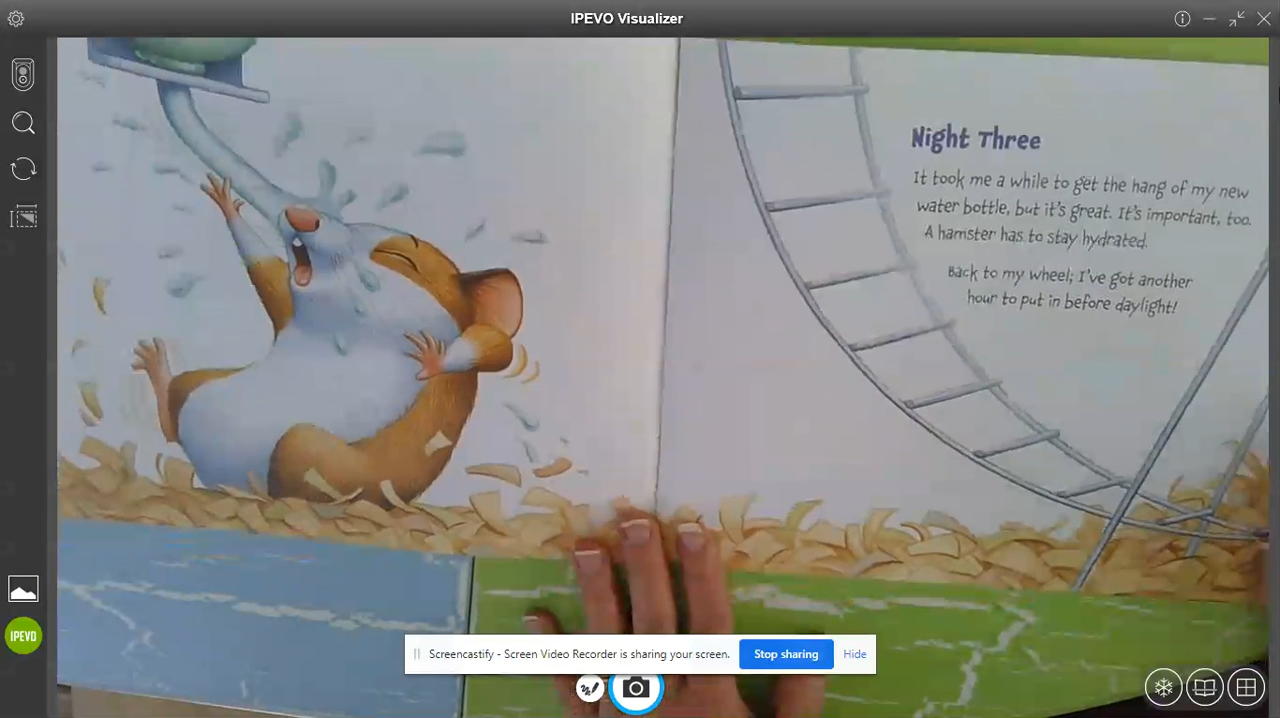 IPEVO Visualizer
Night Three
It took me a while to get the hang of my new
water bottle, but it's great. It's important, too.
A hamster has to stay hydrated.
Back to my wheel; I've got another
hour to put in before daylight!
IPEVO
Screencastify - Screen Video Recorder is sharing your screen.
Stop sharing
Hide